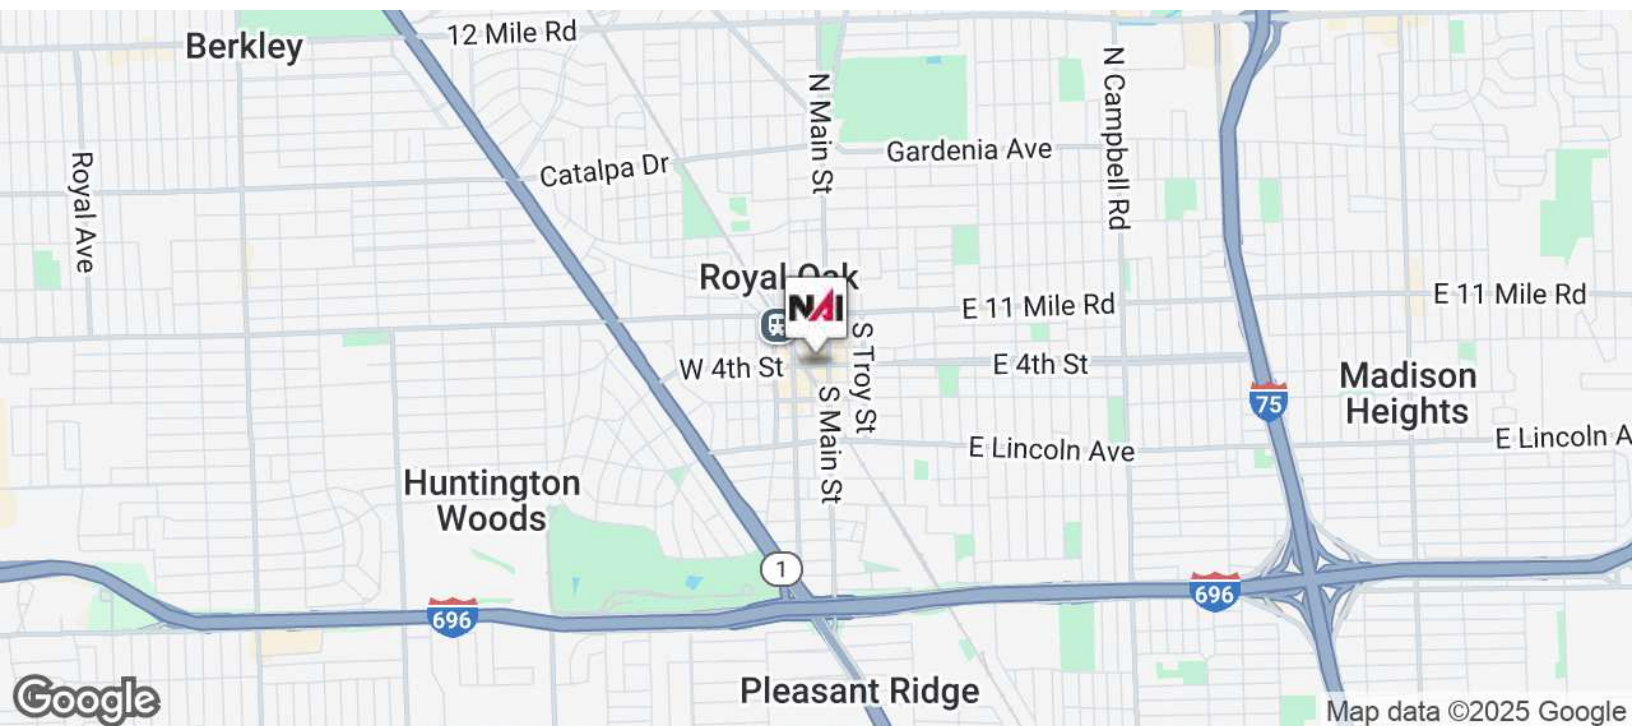 Berkley
12 Mile Rd
N Main St
N Campbell Rd
Gardenia Ave
Catalpa Dr
Royal Ave
Royal Oak
NAI
E 11 Mile Rd
E 11 Mile Rd
W 4th St
S Troy St
E 4th St
75
Madison
Heights
S Main St
E Lincoln Ave
E Lincoln A
Huntington
Woods
1
696
696
Pleasant Ridge
Google
Map data ©2025 Google